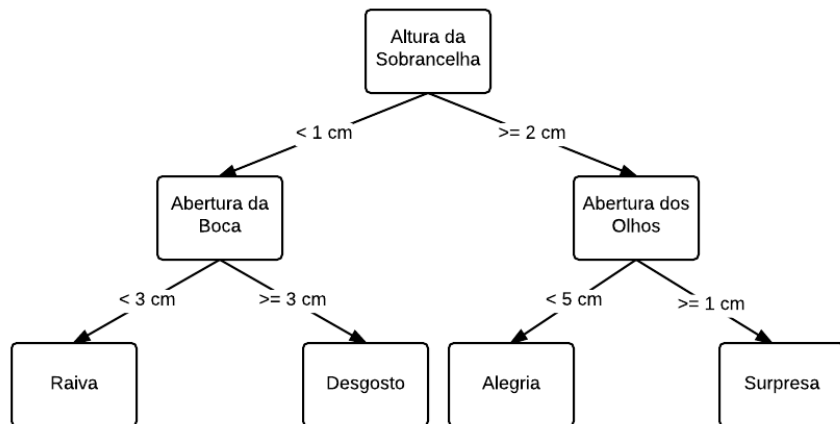 Altura da
Sobrancelha
< 1 cm
>= 2 cm
Abertura da
Boca
Abertura dos
Olhos
< 3 cm
>= 3 cm
< 5 cm
>= 1 cm
Raiva
Desgosto
Alegria
Surpresa